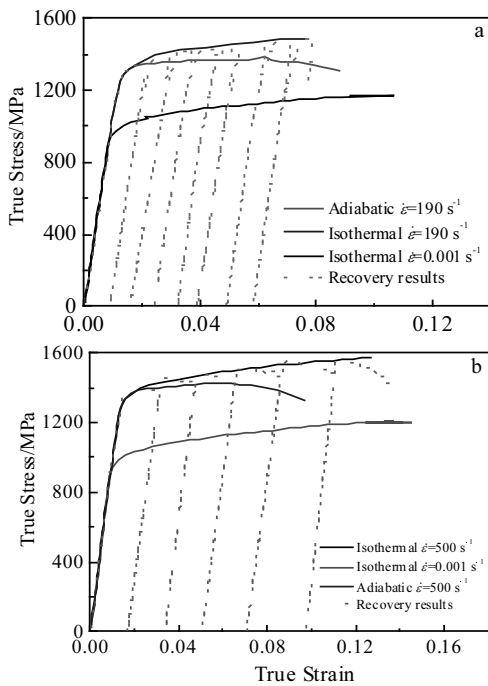 a
1600
1200
800
400
0
True Stress/MPa
Adiabatic ε̇=190 s⁻¹
Isothermal ε̇=190 s⁻¹
Isothermal ε̇=0.001 s⁻¹
Recovery results
0.00 0.04 0.08 0.12
b
1600
1200
800
400
0
True Stress/MPa
Isothermal ε̇=500 s⁻¹
Isothermal ε̇=0.001 s⁻¹
Adiabatic ε̇=500 s⁻¹
Recovery results
0.00 0.04 0.08 0.12 0.16
True Strain